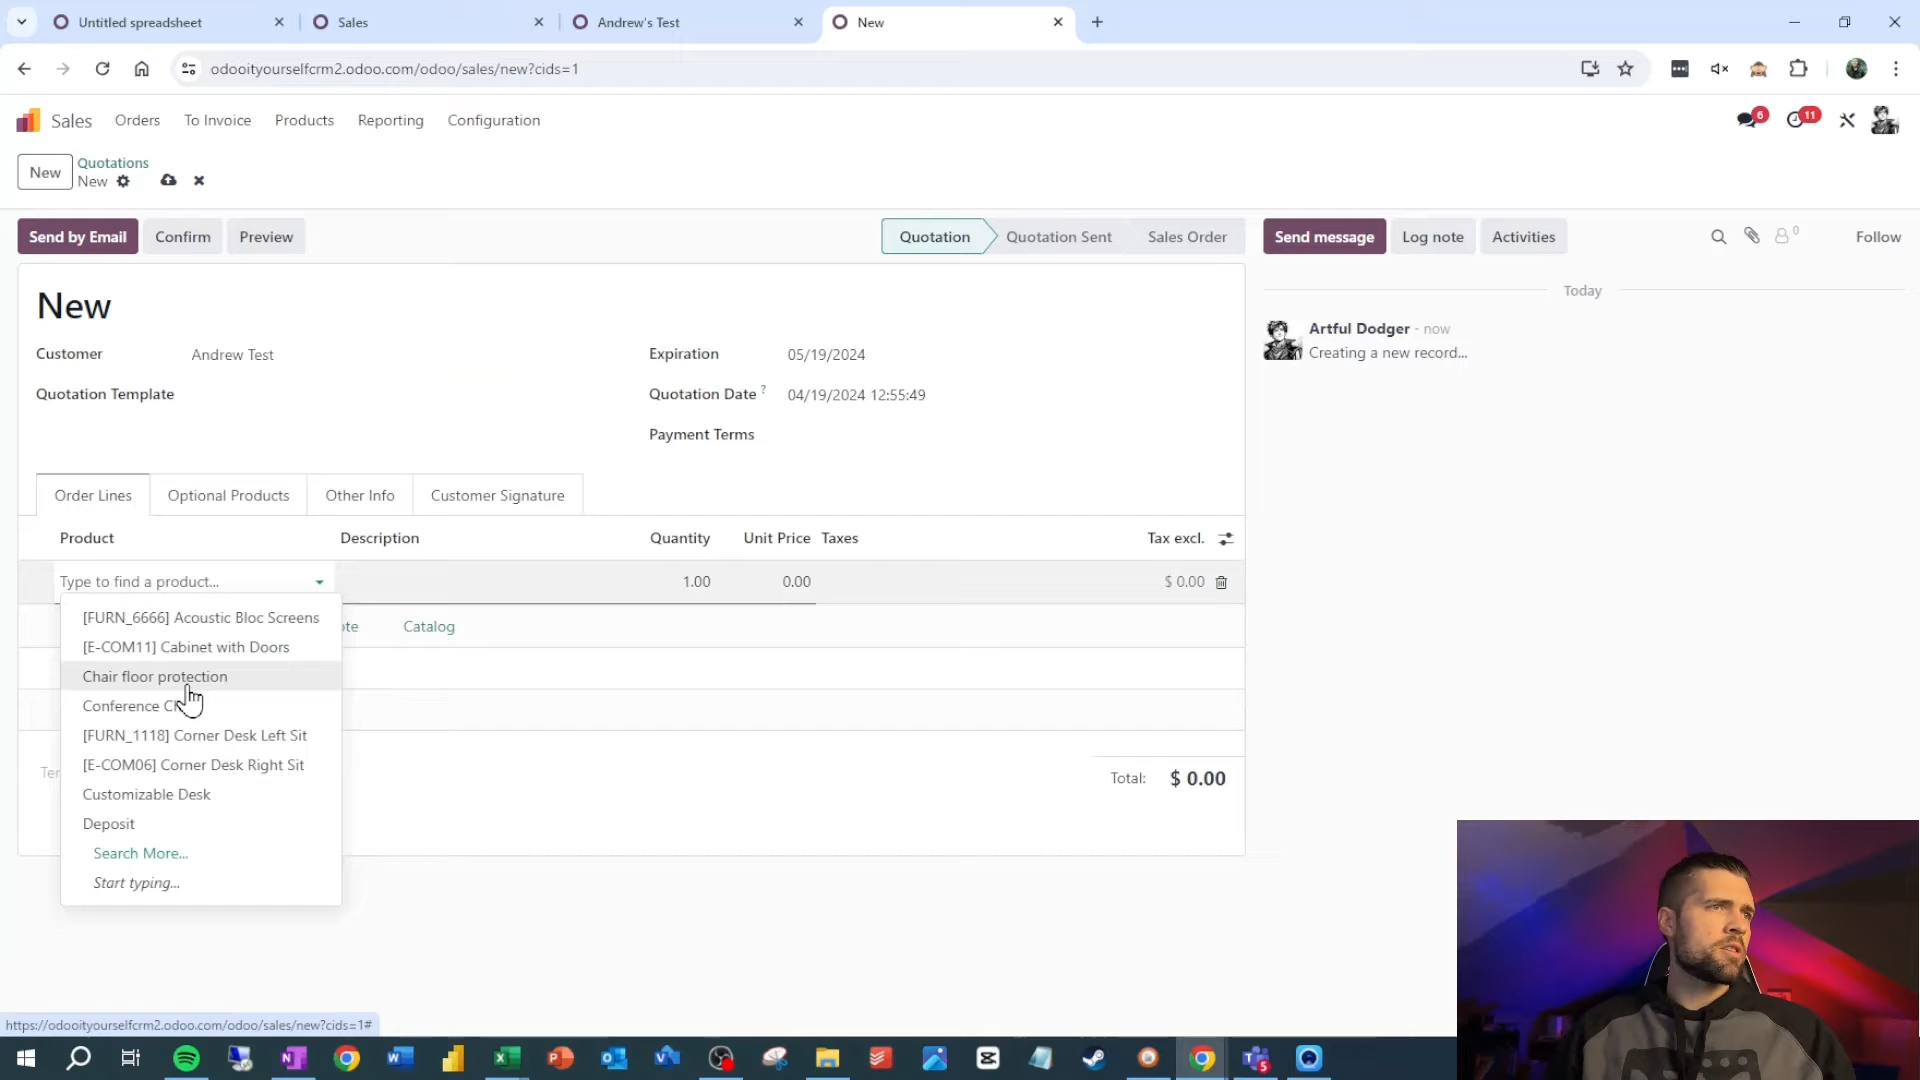 Untitled spreadsheet
Sales
Andrew's Test
New
odooityourselfcrm2.odoo.com/odoo/sales/new?cids=1
Sales Orders To Invoice Products Reporting Configuration
6
11
New
Quotations
New
Send by Email Confirm Preview
Quotation Quotation Sent Sales Order
Send message Log note Activities
0
Follow
Today
Artful Dodger - now
Creating a new record...
New
Customer Andrew Test
Quotation Template
Expiration 05/19/2024
Quotation Date ? 04/19/2024 12:55:49
Payment Terms
Order Lines Optional Products Other Info Customer Signature
Product Description Quantity Unit Price Taxes Tax excl.
Type to find a product... 1.00 0.00 $ 0.00
[FURN_6666] Acoustic Bloc Screens
Catalog
[E-COM11] Cabinet with Doors
Chair floor protection
Conference
[FURN_1118] Corner Desk Left Sit
[E-COM06] Corner Desk Right Sit
Total: $ 0.00
Customizable Desk
Deposit
Search More...
Start typing...
https://odooityourselfcrm2.odoo.com/odoo/sales/new?cids=1#
5